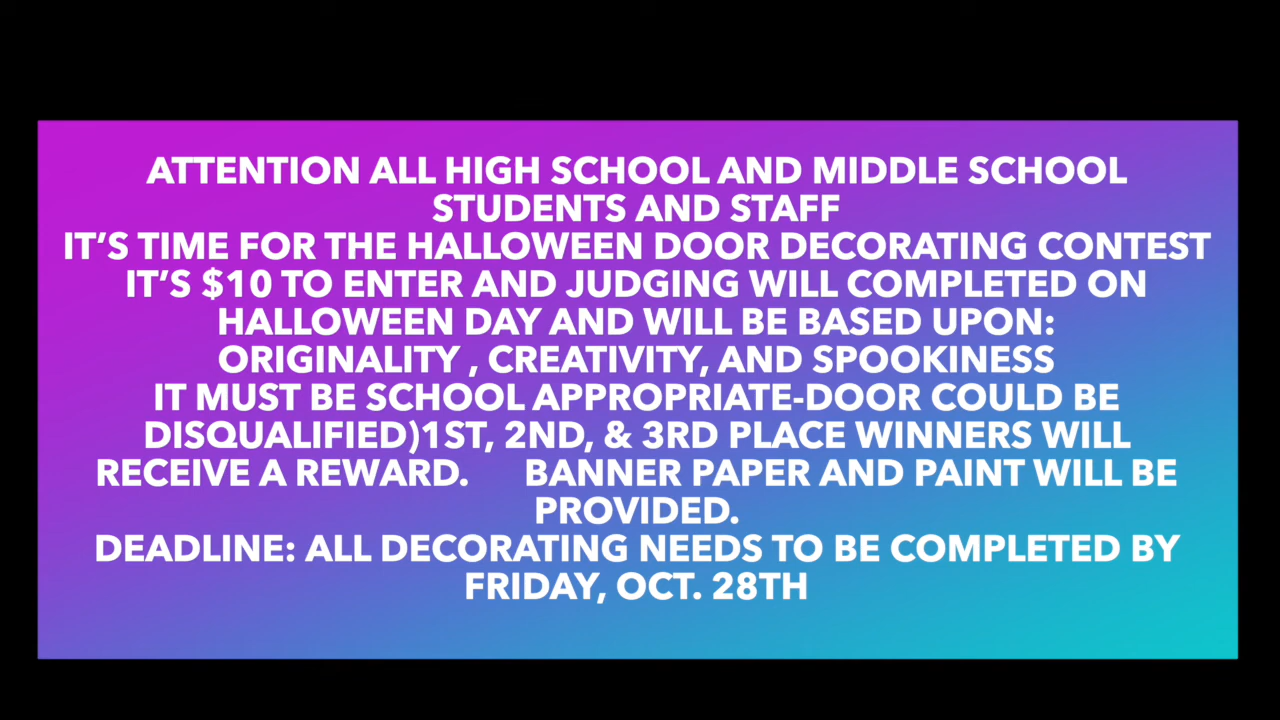 ATTENTION ALL HIGH SCHOOL AND MIDDLE SCHOOL
STUDENTS AND STAFF
IT’S TIME FOR THE HALLOWEEN DOOR DECORATING CONTEST
IT’S $10 TO ENTER AND JUDGING WILL COMPLETED ON
HALLOWEEN DAY AND WILL BE BASED UPON:
ORIGINALITY , CREATIVITY, AND SPOOKINESS
IT MUST BE SCHOOL APPROPRIATE-DOOR COULD BE
DISQUALIFIED)1ST, 2ND, & 3RD PLACE WINNERS WILL
RECEIVE A REWARD.    BANNER PAPER AND PAINT WILL BE
PROVIDED.
DEADLINE: ALL DECORATING NEEDS TO BE COMPLETED BY
FRIDAY, OCT. 28TH